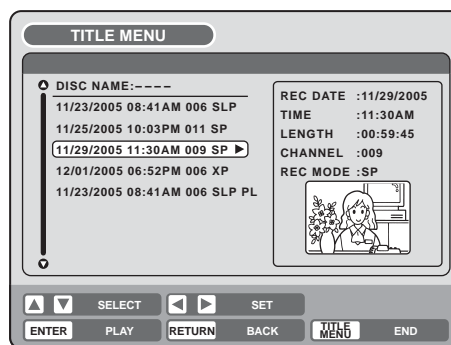 TITLE MENU
DISC NAME:----
11/23/2005 08:41AM 006 SLP
11/25/2005 10:03PM 011 SP
11/29/2005 11:30AM 009 SP
12/01/2005 06:52PM 006 XP
11/23/2005 08:41AM 006 SLP PL
REC DATE :11/29/2005
TIME :11:30AM
LENGTH :00:59:45
CHANNEL :009
REC MODE :SP
SELECT SET
ENTER PLAY RETURN BACK TITLE MENU END